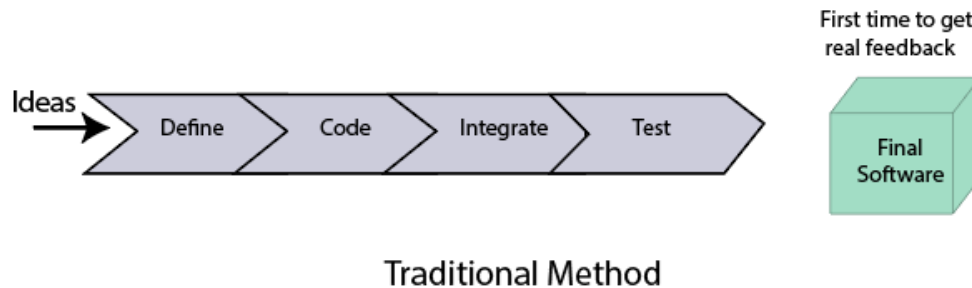 First time to get
real feedback
Ideas
Define
Code
Integrate
Test
Final
Software
Traditional Method